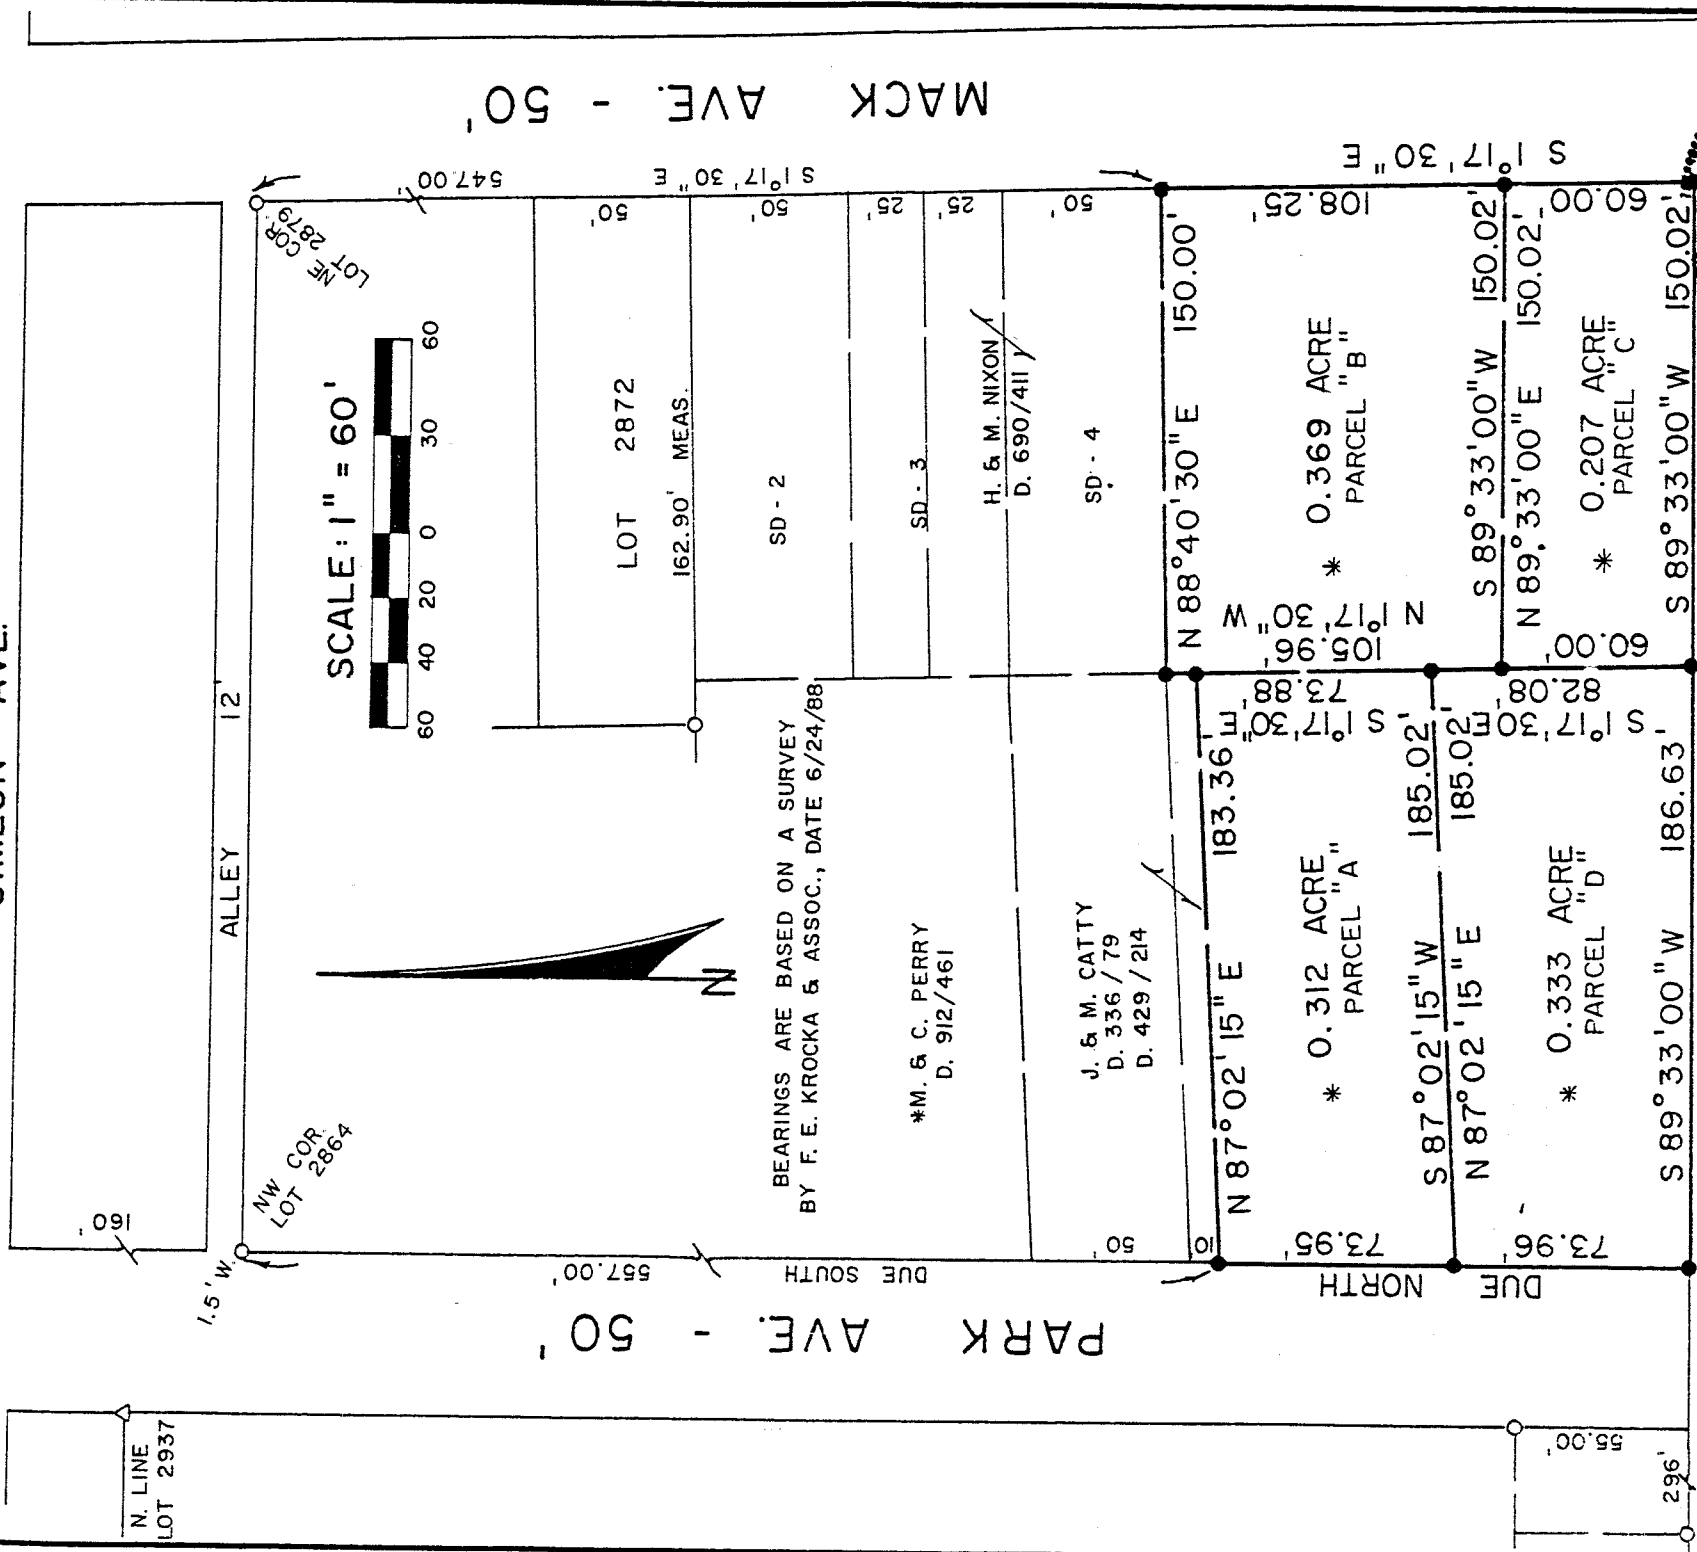 AVE.
MACK AVE. - 50'
PARK AVE. - 50'
ALLEY 12'
160'
1.5' W.
NW COR.
LOT 2864
NE COR.
LOT 2879
SCALE: 1" = 60'
60 40 20 0 30 60
547.00'
S 1°17'30" E
50'
50'
25'
25'
50'
LOT 2872
162.90' MEAS.
SD-2
SD-3
H. & M. NIXON
D. 690/411
SD-4
N
BEARINGS ARE BASED ON A SURVEY
BY F. E. KROCKA & ASSOC., DATE 6/24/88
*M. & C. PERRY
D. 912/461
J. & M. CATTY
D. 336/79
D. 429/214
557.00'
DUE SOUTH
50'
10
N 88°40'30" E 150.00'
S 1°17'30" E
108.25'
* 0.369 ACRE
PARCEL "B"
N 1°17'30" W
105.96'
S 89°33'00" W 150.02'
N 89°33'00" E 150.02'
60.00'
* 0.207 ACRE
PARCEL "C"
60.00'
S 89°33'00" W 150.02'
N 87°02'15" E 183.36'
73.88'
S 1°17'30" E
* 0.312 ACRE
PARCEL "A"
73.95'
S 87°02'15" W 185.02'
N 87°02'15" E 185.02'
82.08'
S 1°17'30 E
* 0.333 ACRE
PARCEL "D"
73.96'
DUE NORTH
S 89°33'00" W 186.63'
N. LINE
LOT 2937
55.00'
296'